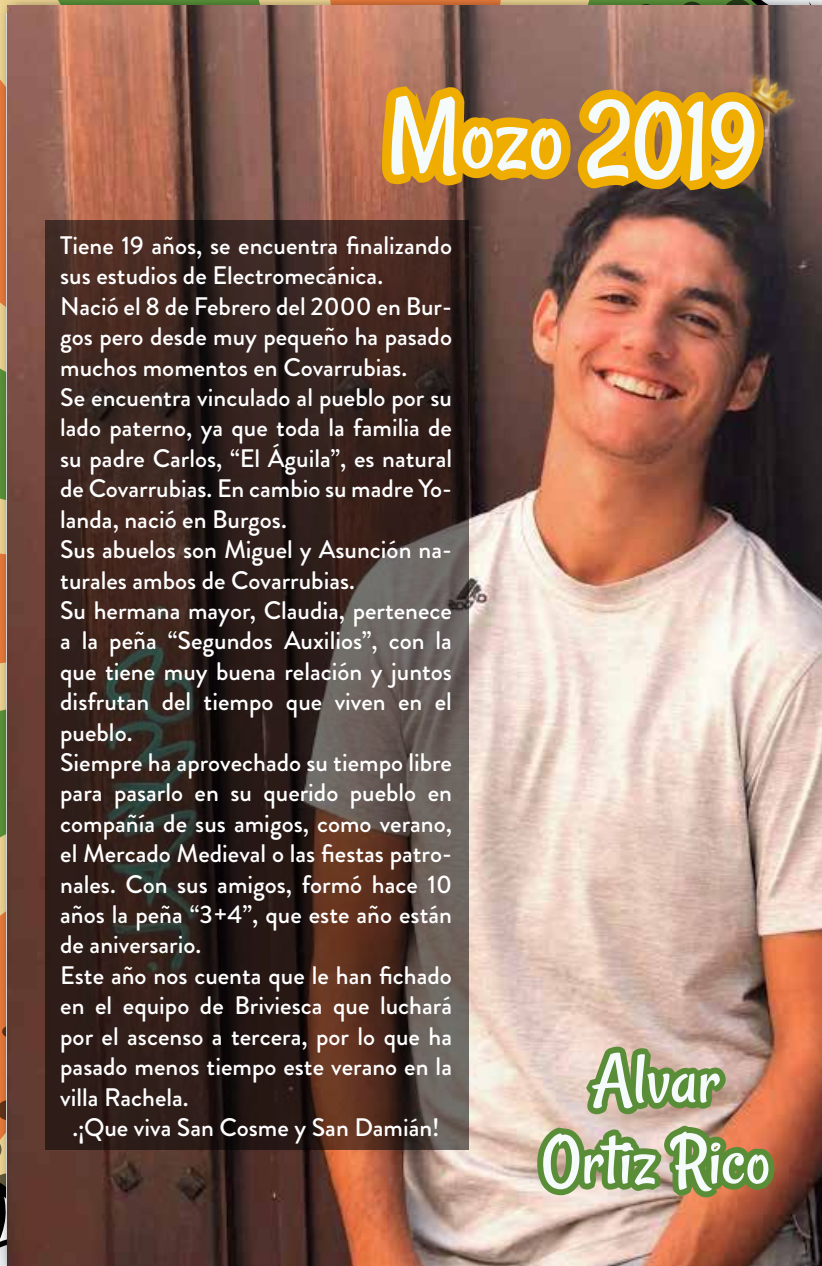 Mozo 2019
Tiene 19 años, se encuentra finalizando
sus estudios de Electromecánica.
Nació el 8 de Febrero del 2000 en Bur-
gos pero desde muy pequeño ha pasado
muchos momentos en Covarrubias.
Se encuentra vinculado al pueblo por su
lado paterno, ya que toda la familia de
su padre Carlos, “El Águila”, es natural
de Covarrubias. En cambio su madre Yo-
landa, nació en Burgos.
Sus abuelos son Miguel y Asunción na-
turales ambos de Covarrubias.
Su hermana mayor, Claudia, pertenece
a la peña “Segundos Auxilios”, con la
que tiene muy buena relación y juntos
disfrutan del tiempo que viven en el
pueblo.
Siempre ha aprovechado su tiempo libre
para pasarlo en su querido pueblo en
compañía de sus amigos, como verano,
el Mercado Medieval o las fiestas patro-
nales. Con sus amigos, formó hace 10
años la peña “3+4”, que este año están
de aniversario.
Este año nos cuenta que le han fichado
en el equipo de Briviesca que luchará
por el ascenso a tercera, por lo que ha
pasado menos tiempo este verano en la
villa Rachela.
.¡Que viva San Cosme y San Damián!
Alvar
Ortiz Rico